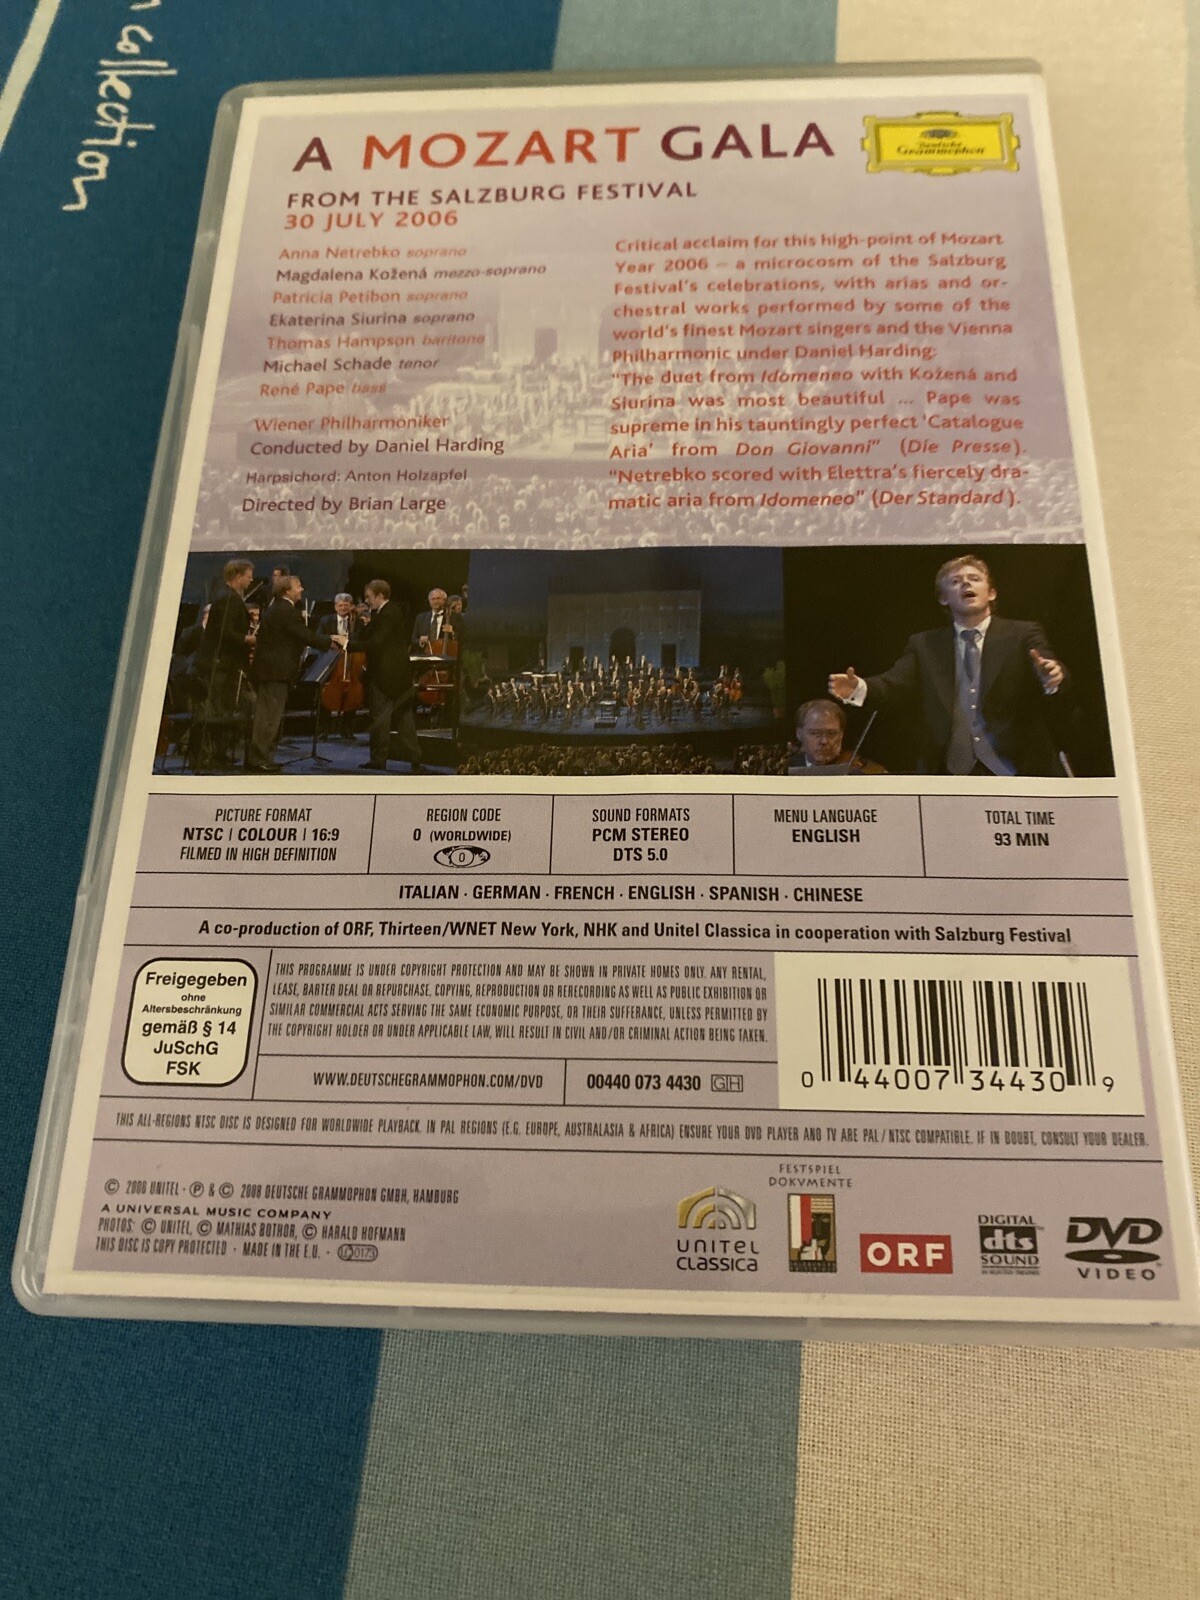 collection
A MOZART GALA
Deutsche
Grammophon
FROM THE SALZBURG FESTIVAL
30 JULY 2006
Anna Netrebko soprano
Magdalena Kožená mezzo-soprano
Patricia Petibon soprano
Ekaterina Siurina soprano
Thomas Hampson baritone
Michael Schade tenor
René Pape bass
Wiener Philharmoniker
Conducted by Daniel Harding
Harpsichord: Anton Holzapfel
Directed by Brian Large
Critical acclaim for this high-point of Mozart
Year 2006 – a microcosm of the Salzburg
Festival's celebrations, with arias and or-
chestral works performed by some of the
world's finest Mozart singers and the Vienna
Philharmonic under Daniel Harding:
"The duet from Idomeneo with Kožená and
Siurina was most beautiful ... Pape was
supreme in his tauntingly perfect 'Catalogue
Aria' from Don Giovanni" (Die Presse).
"Netrebko scored with Elettra's fiercely dra-
matic aria from Idomeneo" (Der Standard ).
PICTURE FORMAT
NTSC | COLOUR | 16:9
FILMED IN HIGH DEFINITION
REGION CODE
0 (WORLDWIDE)
0
SOUND FORMATS
PCM STEREO
DTS 5.0
MENU LANGUAGE
ENGLISH
TOTAL TIME
93 MIN
ITALIAN · GERMAN · FRENCH · ENGLISH · SPANISH · CHINESE
A co-production of ORF, Thirteen/WNET New York, NHK and Unitel Classica in cooperation with Salzburg Festival
Freigegeben
ohne
Altersbeschränkung
gemäß § 14
JuSchG
FSK
THIS PROGRAMME IS UNDER COPYRIGHT PROTECTION AND MAY BE SHOWN IN PRIVATE HOMES ONLY. ANY RENTAL,
LEASE, BARTER DEAL OR REPURCHASE, COPYING, REPRODUCTION OR RERECORDING AS WELL AS PUBLIC EXHIBITION OR
SIMILAR COMMERCIAL ACTS SERVING THE SAME ECONOMIC PURPOSE, OR THEIR SUFFERANCE, UNLESS PERMITTED BY
THE COPYRIGHT HOLDER OR UNDER APPLICABLE LAW, WILL RESULT IN CIVIL AND/OR CRIMINAL ACTION BEING TAKEN.
WWW.DEUTSCHEGRAMMOPHON.COM/DVD
00440 073 4430 GH
0 44007 34430 9
THIS ALL-REGIONS NTSC DISC IS DESIGNED FOR WORLDWIDE PLAYBACK. IN PAL REGIONS (E.G. EUROPE, AUSTRALASIA & AFRICA) ENSURE YOUR DVD PLAYER AND TV ARE PAL/NTSC COMPATIBLE. IF IN DOUBT, CONSULT YOUR DEALER.
© 2006 UNITEL · ℗ & © 2008 DEUTSCHE GRAMMOPHON GMBH, HAMBURG
A UNIVERSAL MUSIC COMPANY
PHOTOS: © UNITEL, © MATHIAS BOTHOR, © HARALD HOFMANN
THIS DISC IS COPY PROTECTED · MADE IN THE E.U. ·
UNITEL
CLASSICA
FESTSPIEL
DOKVMENTE
ORF
DIGITAL
dts
SOUND
DVD
VIDEO